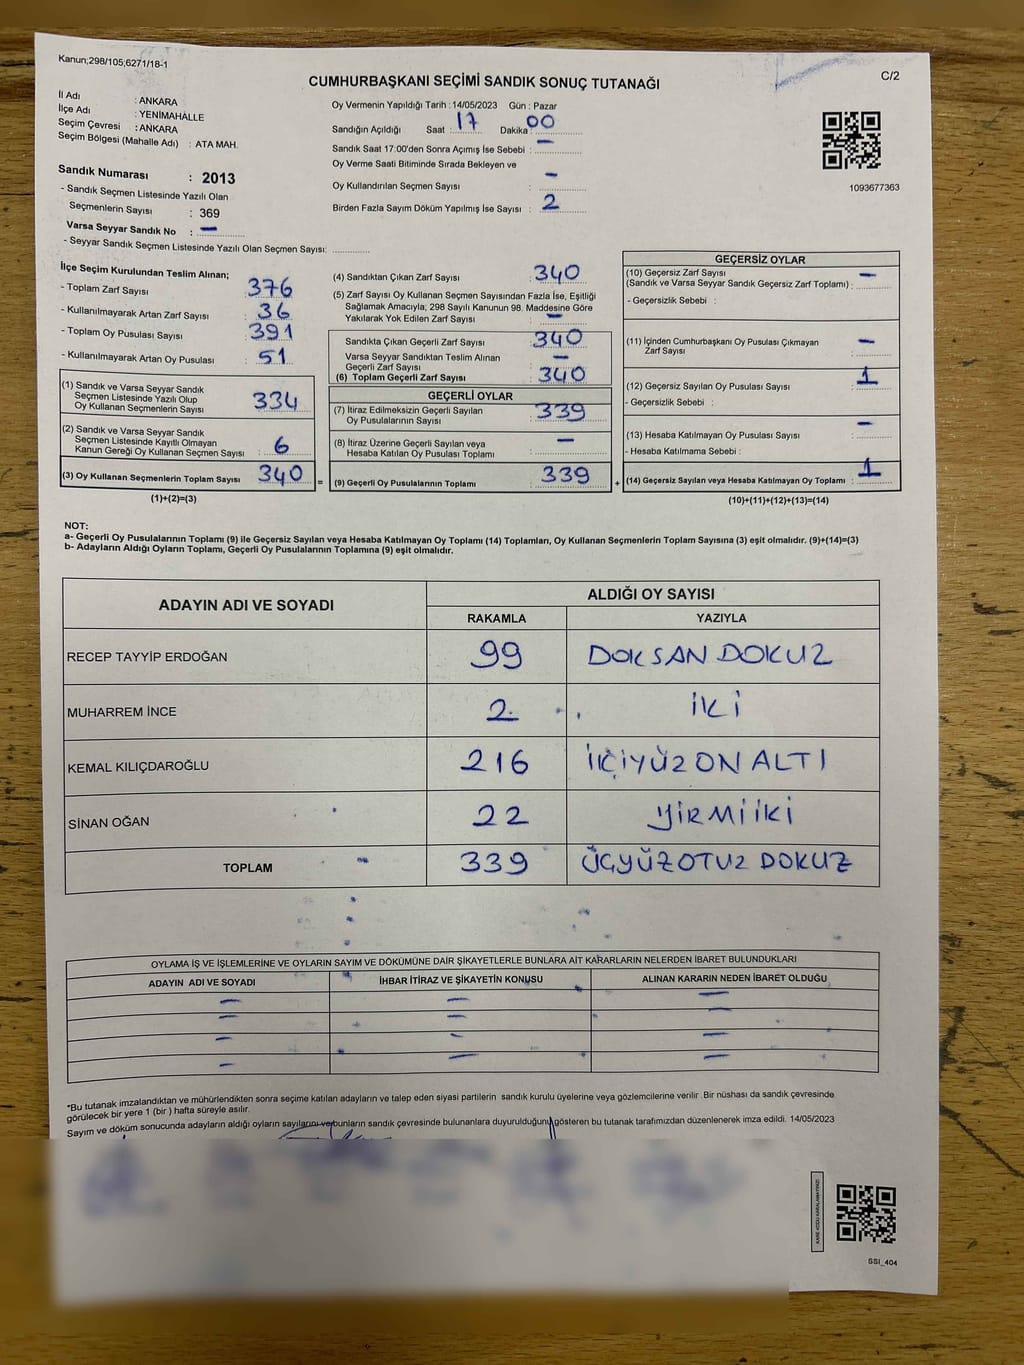 Kanun;298/105;6271/18-1
C/2
CUMHURBAŞKANI SEÇİMİ SANDIK SONUÇ TUTANAĞI
İl Adı : ANKARA
İlçe Adı : YENİMAHALLE
Seçim Çevresi : ANKARA
Seçim Bölgesi (Mahalle Adı) : ATA MAH.
Sandık Numarası : 2013
- Sandık Seçmen Listesinde Yazılı Olan
Seçmenlerin Sayısı : 369
Varsa Seyyar Sandık No : –
- Seyyar Sandık Seçmen Listesinde Yazılı Olan Seçmen Sayısı: ............
Oy Vermenin Yapıldığı Tarih : 14/05/2023 Gün : Pazar
Sandığın Açıldığı Saat : 17 Dakika : 00
Sandık Saat 17:00'den Sonra Açımış İse Sebebi : –
Oy Verme Saati Bitiminde Sırada Bekleyen ve
Oy Kullandırılan Seçmen Sayısı : –
Birden Fazla Sayım Döküm Yapılmış İse Sayısı : 2
1093677363
İlçe Seçim Kurulundan Teslim Alınan;
- Toplam Zarf Sayısı : 376
- Kullanılmayarak Artan Zarf Sayısı : 36
- Toplam Oy Pusulası Sayısı : 391
- Kullanılmayarak Artan Oy Pusulası : 51
(1) Sandık ve Varsa Seyyar Sandık
Seçmen Listesinde Yazılı Olup
Oy Kullanan Seçmenlerin Sayısı : 334
(2) Sandık ve Varsa Seyyar Sandık
Seçmen Listesinde Kayıtlı Olmayan
Kanun Gereği Oy Kullanan Seçmen Sayısı : 6
(3) Oy Kullanan Seçmenlerin Toplam Sayısı : 340
(1)+(2)=(3)
(4) Sandıktan Çıkan Zarf Sayısı : 340
(5) Zarf Sayısı Oy Kullanan Seçmen Sayısından Fazla İse, Eşitliği
Sağlamak Amacıyla, 298 Sayılı Kanunun 98. Maddesine Göre
Yakılarak Yok Edilen Zarf Sayısı : –
Sandıkta Çıkan Geçerli Zarf Sayısı : 340
Varsa Seyyar Sandıktan Teslim Alınan
Geçerli Zarf Sayısı : –
(6) Toplam Geçerli Zarf Sayısı : 340
GEÇERLİ OYLAR
(7) İtiraz Edilmeksizin Geçerli Sayılan
Oy Pusulalarının Sayısı : 339
(8) İtiraz Üzerine Geçerli Sayılan veya
Hesaba Katılan Oy Pusulası Toplamı : –
= (9) Geçerli Oy Pusulalarının Toplamı : 339
GEÇERSİZ OYLAR
(10) Geçersiz Zarf Sayısı
(Sandık ve Varsa Seyyar Sandık Geçersiz Zarf Toplamı) : –
- Geçersizlik Sebebi :
(11) İçinden Cumhurbaşkanı Oy Pusulası Çıkmayan
Zarf Sayısı : –
(12) Geçersiz Sayılan Oy Pusulası Sayısı : 1
- Geçersizlik Sebebi :
(13) Hesaba Katılmayan Oy Pusulası Sayısı : –
- Hesaba Katılmama Sebebi :
+ (14) Geçersiz Sayılan veya Hesaba Katılmayan Oy Toplamı : 1
(10)+(11)+(12)+(13)=(14)
NOT:
a- Geçerli Oy Pusulalarının Toplamı (9) ile Geçersiz Sayılan veya Hesaba Katılmayan Oy Toplamı (14) Toplamları, Oy Kullanan Seçmenlerin Toplam Sayısına (3) eşit olmalıdır. (9)+(14)=(3)
b- Adayların Aldığı Oyların Toplamı, Geçerli Oy Pusulalarının Toplamına (9) eşit olmalıdır.
ADAYIN ADI VE SOYADI ALDIĞI OY SAYISI
RAKAMLA YAZIYLA
RECEP TAYYİP ERDOĞAN 99 DOKSAN DOKUZ
MUHARREM İNCE 2 İKİ
KEMAL KILIÇDAROĞLU 216 İKİYÜZ ON ALTI
SİNAN OĞAN 22 YİRMİ İKİ
TOPLAM 339 ÜÇYÜZ OTUZ DOKUZ
OYLAMA İŞ VE İŞLEMLERİNE VE OYLARIN SAYIM VE DÖKÜMÜNE DAİR ŞİKAYETLERLE BUNLARA AİT KARARLARIN NELERDEN İBARET BULUNDUKLARI
ADAYIN ADI VE SOYADI İHBAR İTİRAZ VE ŞİKAYETİN KONUSU ALINAN KARARIN NEDEN İBARET OLDUĞU
– – –
– – –
– – –
– – –
*Bu tutanak imzalandıktan ve mühürlendikten sonra seçime katılan adayların ve talep eden siyasi partilerin sandık kurulu üyelerine veya gözlemcilerine verilir. Bir nüshası da sandık çevresinde
görülecek bir yere 1 (bir ) hafta süreyle asılır.
Sayım ve döküm sonucunda adayların aldığı oyların sayılarını ve bunların sandık çevresinde bulunanlara duyurulduğunu gösteren bu tutanak tarafımızdan düzenlenerek imza edildi. 14/05/2023
SSI_404